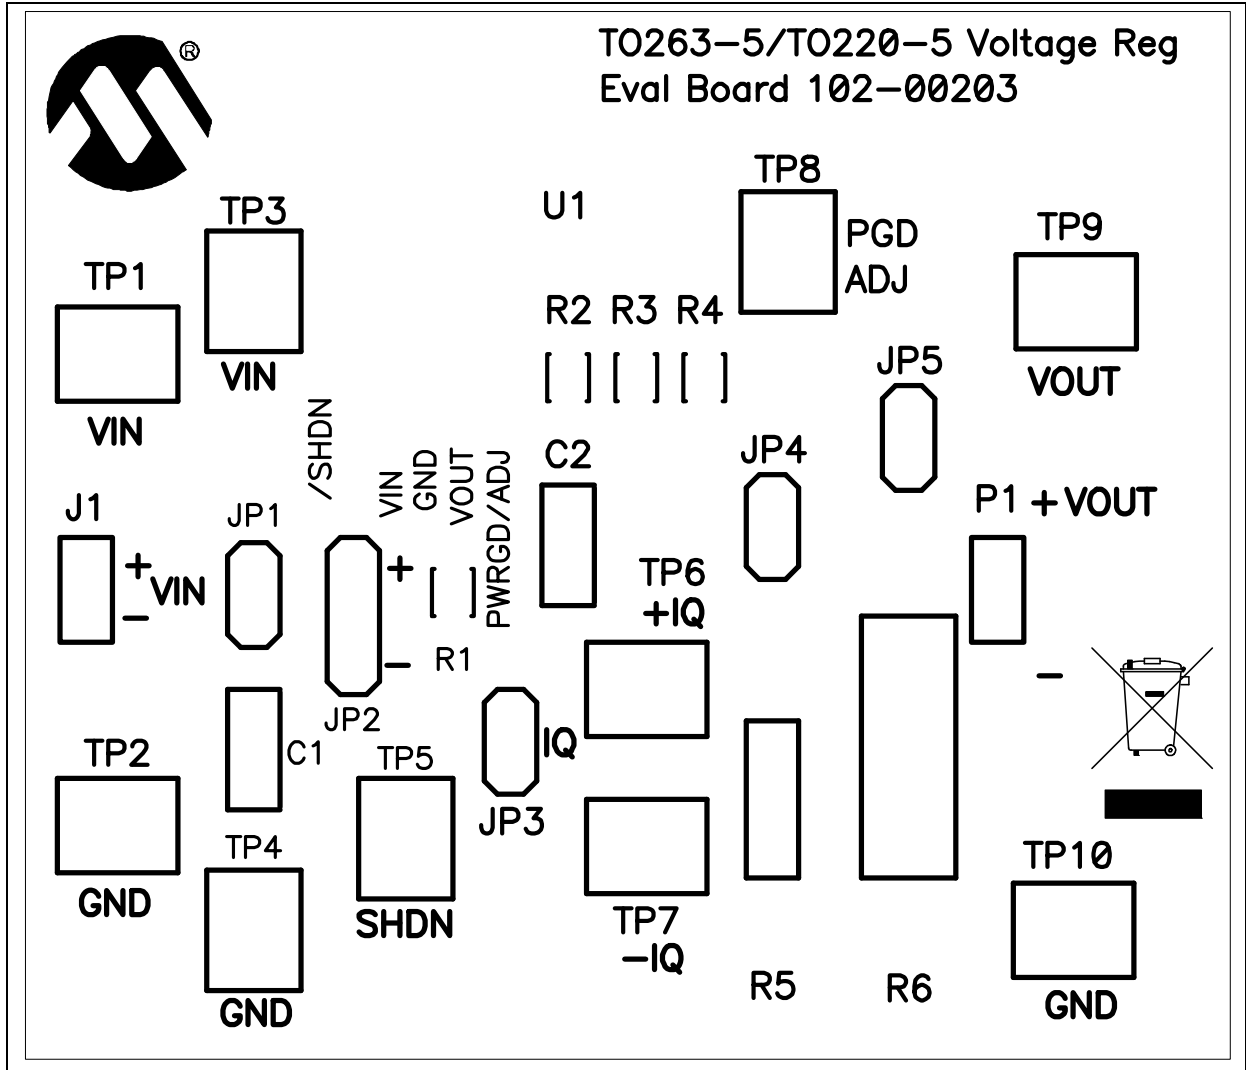 ®
TO263-5/TO220-5 Voltage Reg
Eval Board 102-00203
TP8
TP3
U1
TP9
PGD
TP1
ADJ
R2 R3 R4
JP5
VIN
VOUT
VIN
/SHDN
JP4
C2
VIN
GND
VOUT
PWRGD/ADJ
J1
JP1
P1 +VOUT
+
VIN
-
+
TP6
+IQ
R1
-
-
JP2
IQ
TP2
C1
TP5
JP3
TP4
TP10
GND
SHDN
TP7
-IQ
R5
R6
GND
GND